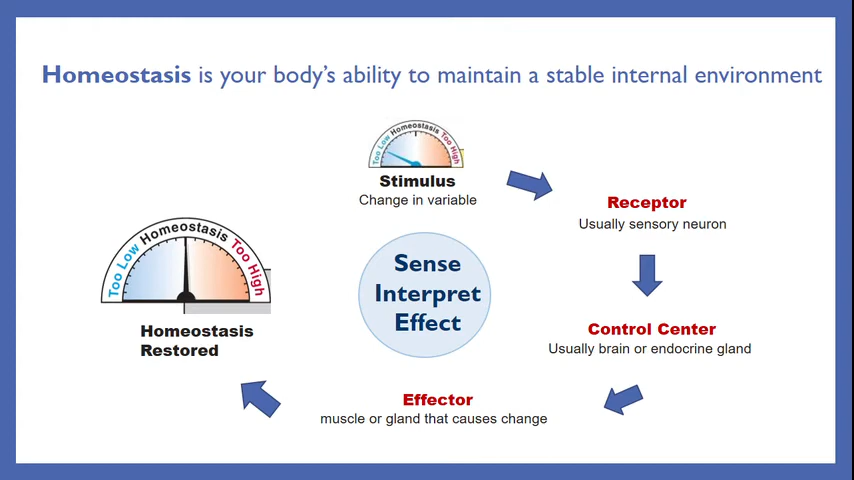 Homeostasis is your body's ability to maintain a stable internal environment
Too Low Homeostasis Too High
Stimulus
Change in variable
Receptor
Usually sensory neuron
Too Low Homeostasis Too High
Homeostasis
Restored
Sense
Interpret
Effect
Control Center
Usually brain or endocrine gland
Effector
muscle or gland that causes change